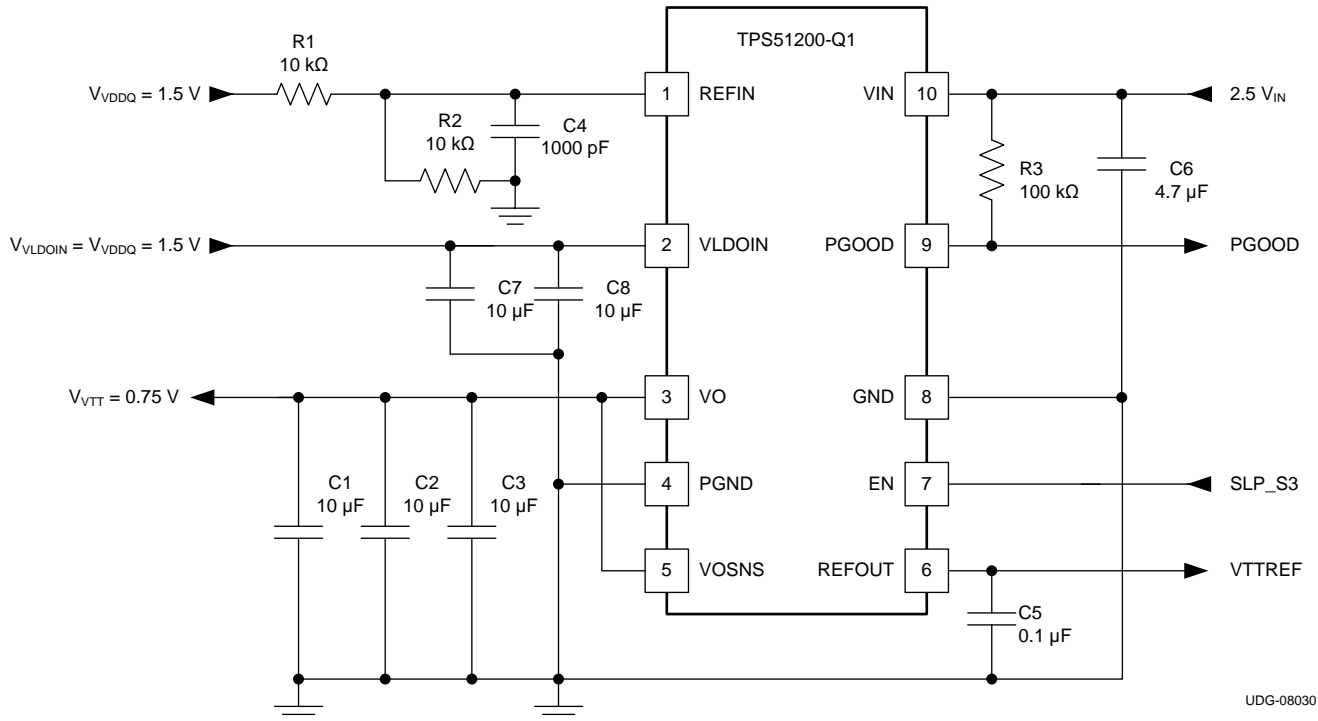 TPS51200-Q1
R1
10 kΩ
V_VDDQ = 1.5 V
1
REFIN
VIN
10
2.5 V_IN
R2
10 kΩ
C4
1000 pF
R3
100 kΩ
C6
4.7 µF
V_VLDOIN = V_VDDQ = 1.5 V
2
VLDOIN
PGOOD
9
PGOOD
C7
10 µF
C8
10 µF
V_VTT = 0.75 V
3
VO
GND
8
C1
10 µF
C2
10 µF
C3
10 µF
4
PGND
EN
7
SLP_S3
5
VOSNS
REFOUT
6
VTTREF
C5
0.1 µF
UDG-08030